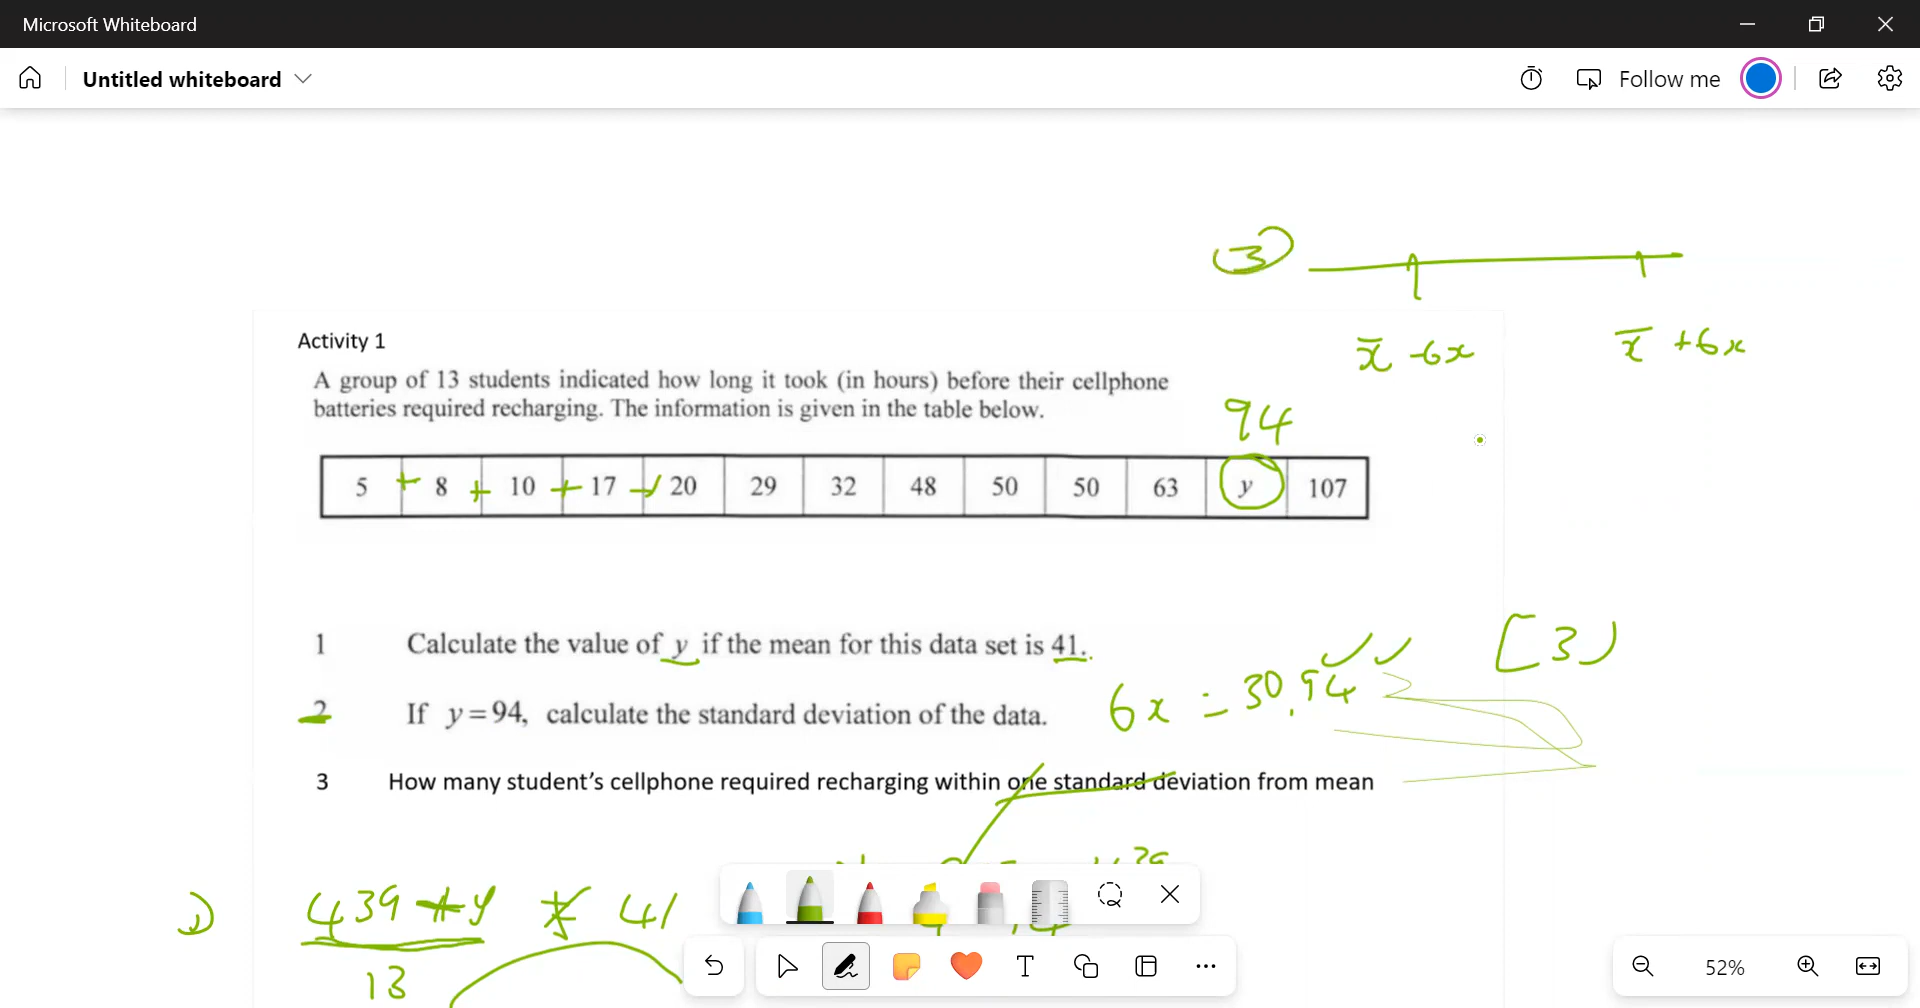 Microsoft Whiteboard
Untitled whiteboard
Follow me
3
x̄ -6x
x̄ +6x
Activity 1
A group of 13 students indicated how long it took (in hours) before their cellphone
batteries required recharging. The information is given in the table below.
94
5 + 8 + 10 + 17 + 20 29 32 48 50 50 63 y 107
1 Calculate the value of y if the mean for this data set is 41.
[3)
2 If y=94, calculate the standard deviation of the data.
6x = 30.94
3 How many student's cellphone required recharging within one standard deviation from mean
439 + y = 41
13
52%